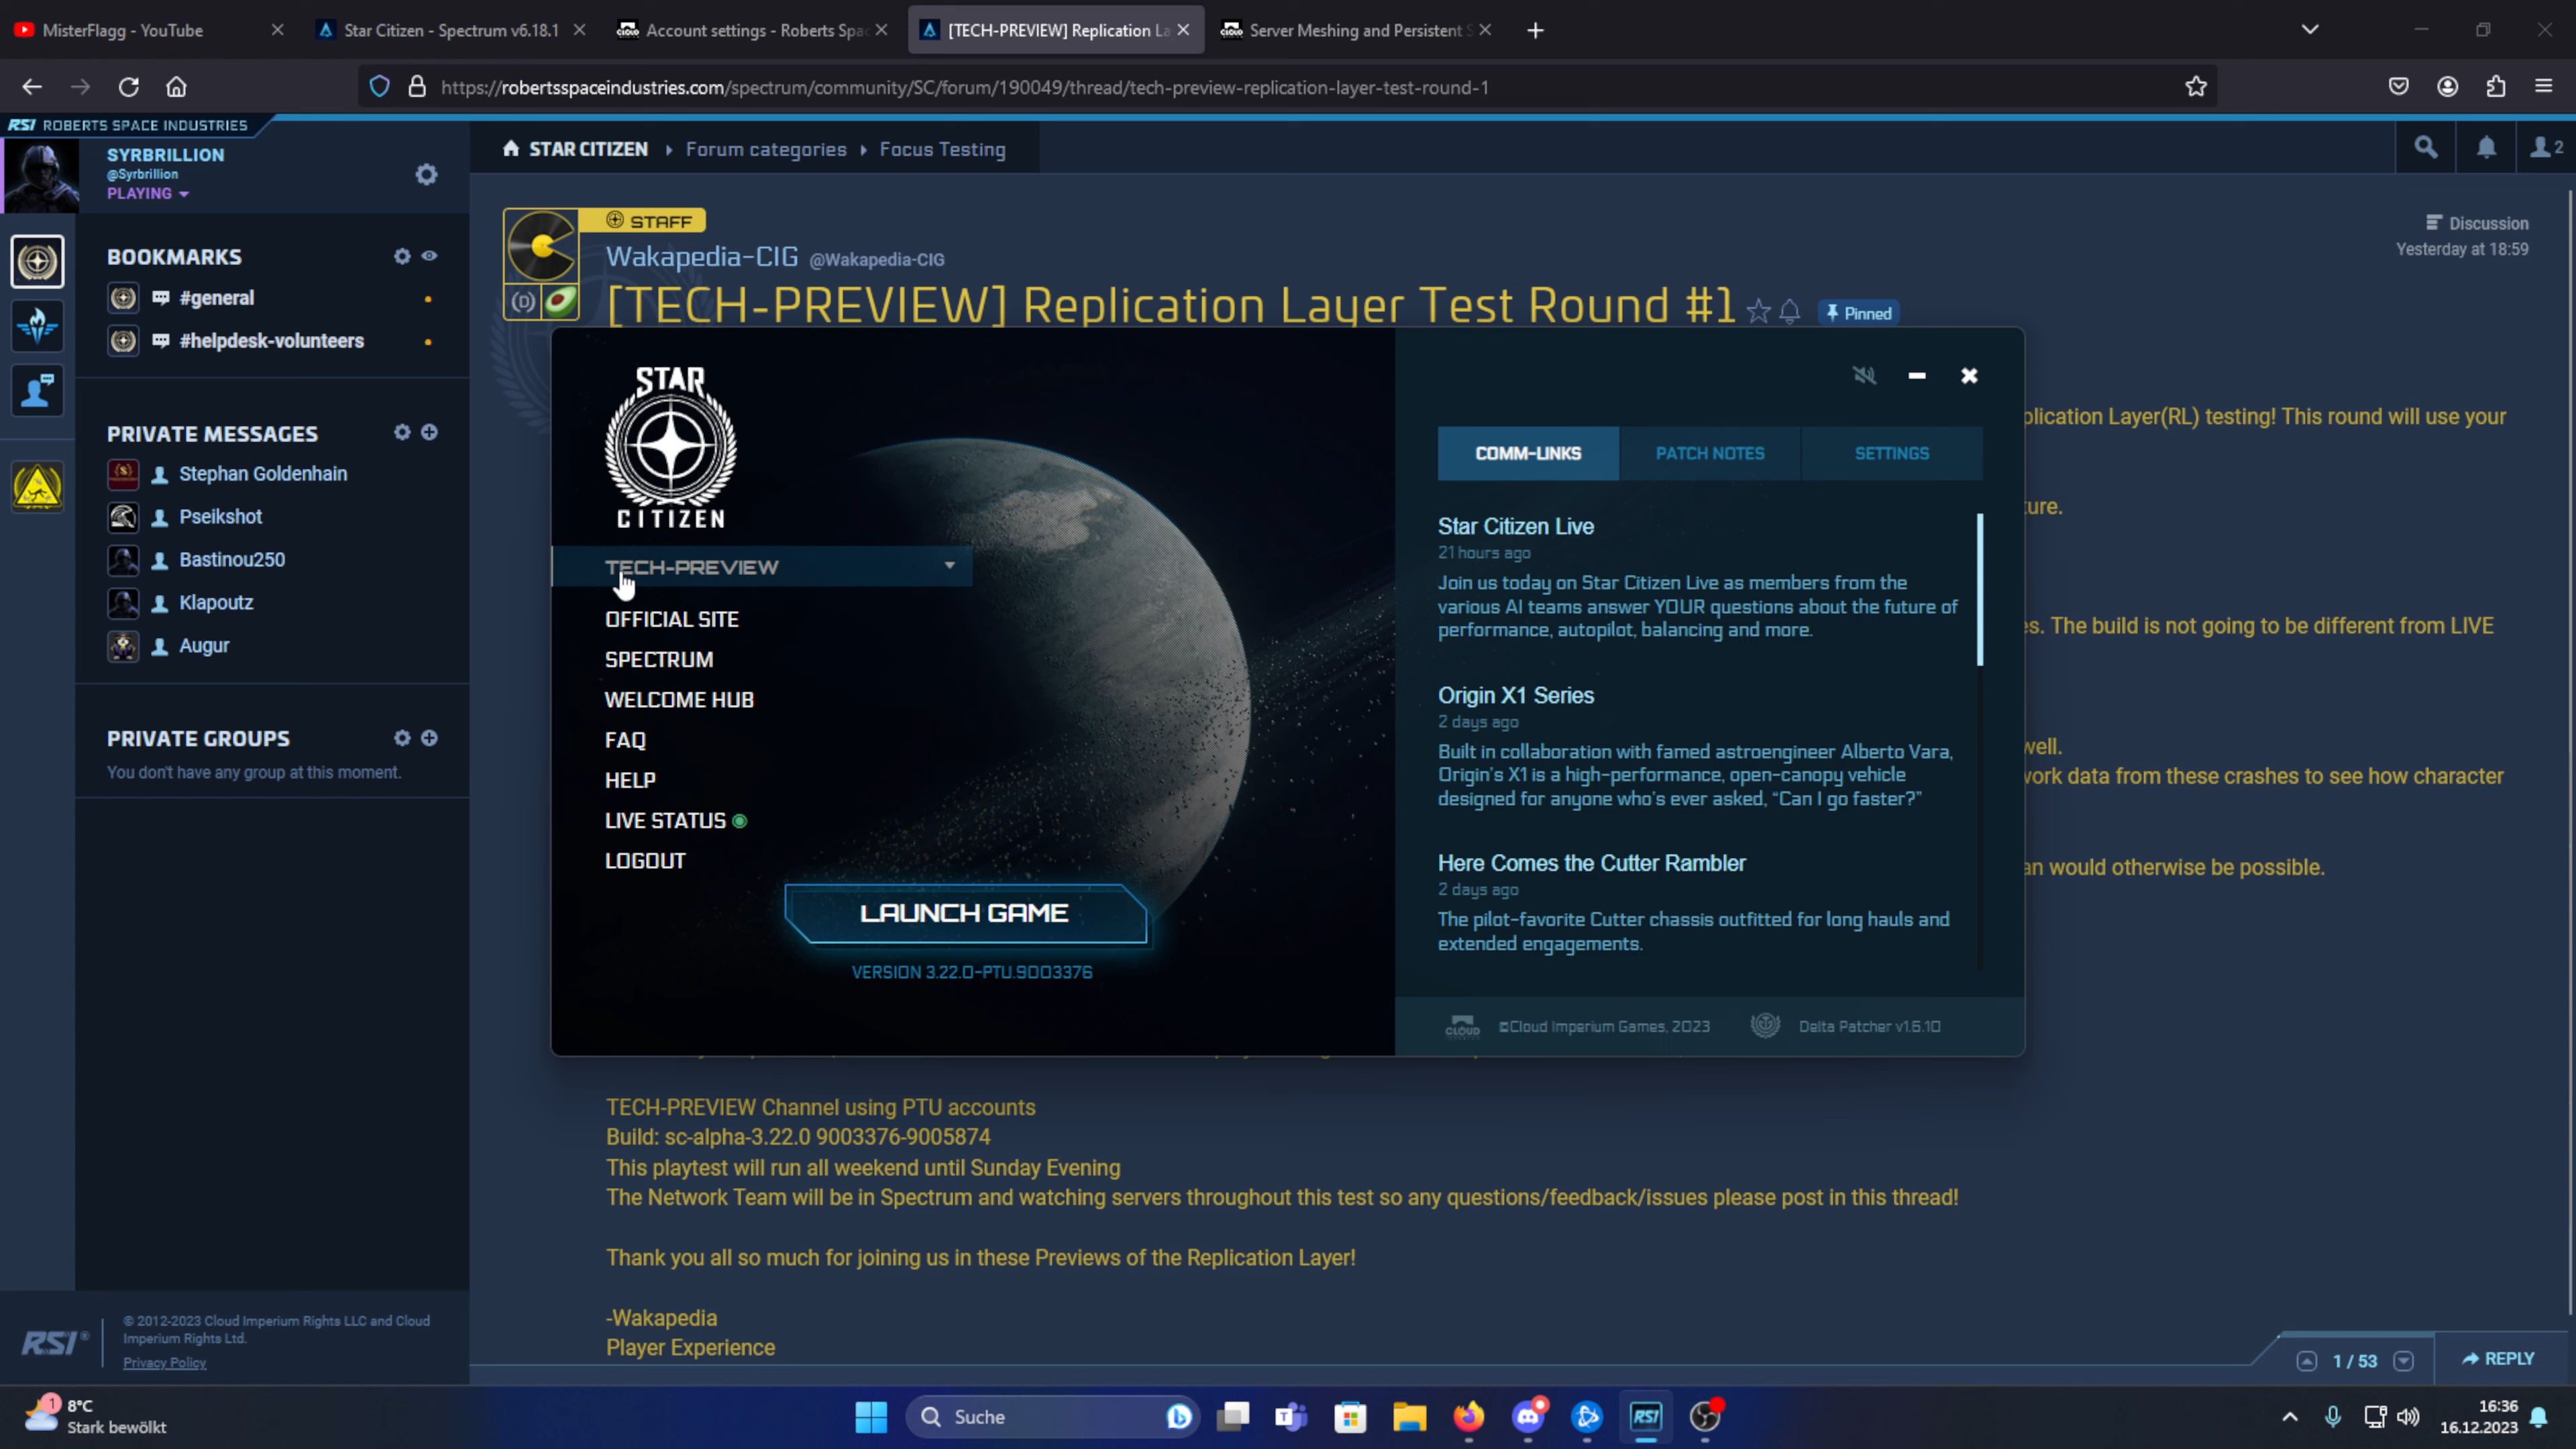 MisterFlagg - YouTube
Star Citizen - Spectrum v6.18.1
Account settings - Roberts Spac
[TECH-PREVIEW] Replication La
Server Meshing and Persistent S
https://robertsspaceindustries.com/spectrum/community/SC/forum/190049/thread/tech-preview-replication-layer-test-round-1
RSI ROBERTS SPACE INDUSTRIES
SYRBRILLION
@Syrbrillion
PLAYING
STAR CITIZEN
Forum categories
Focus Testing
2
BOOKMARKS
#general
#helpdesk-volunteers
PRIVATE MESSAGES
Stephan Goldenhain
Pseikshot
Bastinou250
Klapoutz
Augur
PRIVATE GROUPS
You don't have any group at this moment.
RSI
© 2012-2023 Cloud Imperium Rights LLC and Cloud
Imperium Rights Ltd.
Privacy Policy
STAFF
Wakapedia-CIG @Wakapedia-CIG
(D)
[TECH-PREVIEW] Replication Layer Test Round #1
Pinned
Discussion
Yesterday at 18:59
plication Layer(RL) testing! This round will use your
ture.
es. The build is not going to be different from LIVE
well.
work data from these crashes to see how character
an would otherwise be possible.
STAR
CITIZEN
TECH-PREVIEW
OFFICIAL SITE
SPECTRUM
WELCOME HUB
FAQ
HELP
LIVE STATUS
LOGOUT
LAUNCH GAME
VERSION 3.22.0-PTU.9003376
COMM-LINKS
PATCH NOTES
SETTINGS
Star Citizen Live
21 hours ago
Join us today on Star Citizen Live as members from the
various AI teams answer YOUR questions about the future of
performance, autopilot, balancing and more.
Origin X1 Series
2 days ago
Built in collaboration with famed astroengineer Alberto Vara,
Origin's X1 is a high-performance, open-canopy vehicle
designed for anyone who's ever asked, "Can I go faster?"
Here Comes the Cutter Rambler
2 days ago
The pilot-favorite Cutter chassis outfitted for long hauls and
extended engagements.
CLOUD
©Cloud Imperium Games, 2023
Delta Patcher v1.6.10
TECH-PREVIEW Channel using PTU accounts
Build: sc-alpha-3.22.0 9003376-9005874
This playtest will run all weekend until Sunday Evening
The Network Team will be in Spectrum and watching servers throughout this test so any questions/feedback/issues please post in this thread!
Thank you all so much for joining us in these Previews of the Replication Layer!
-Wakapedia
Player Experience
1 / 53
REPLY
1
8°C
Stark bewölkt
Suche
RSI
16:36
16.12.2023